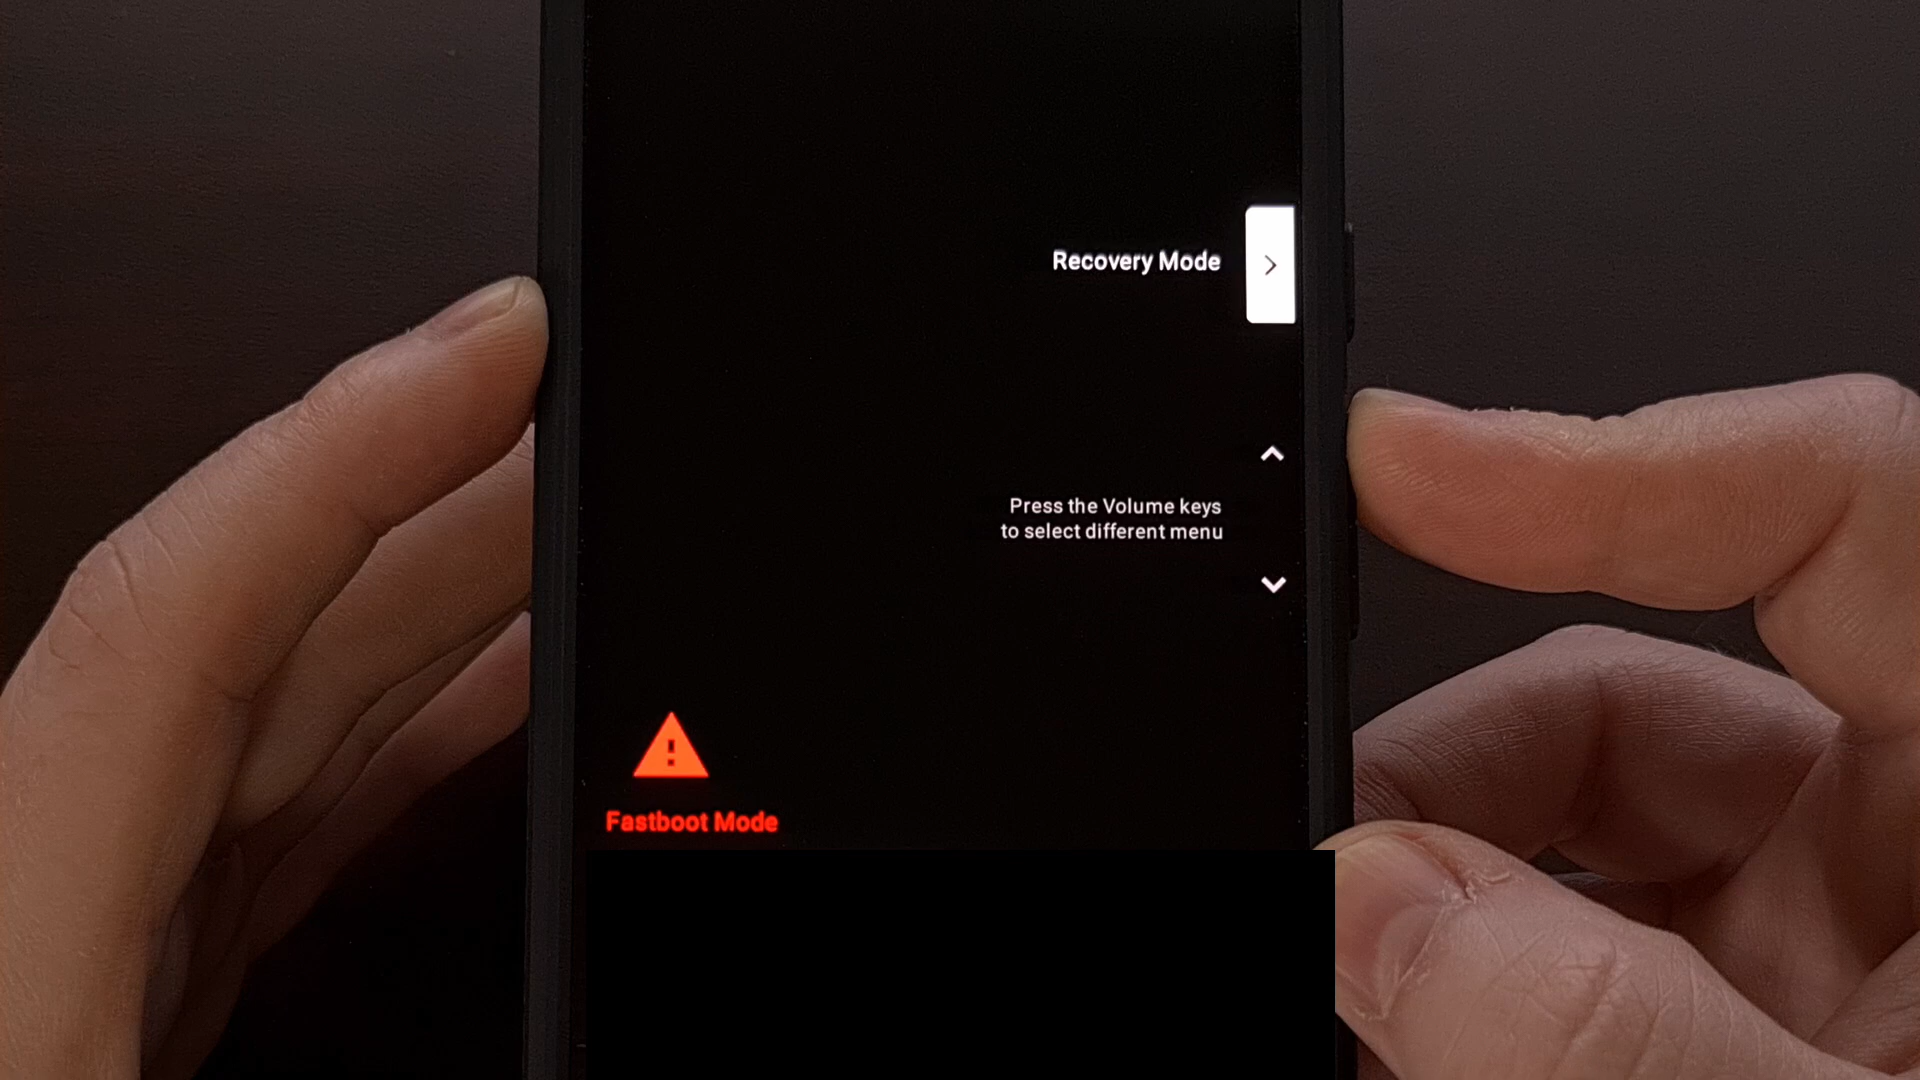 Recovery Mode
Press the Volume keys
to select different menu
Fastboot Mode